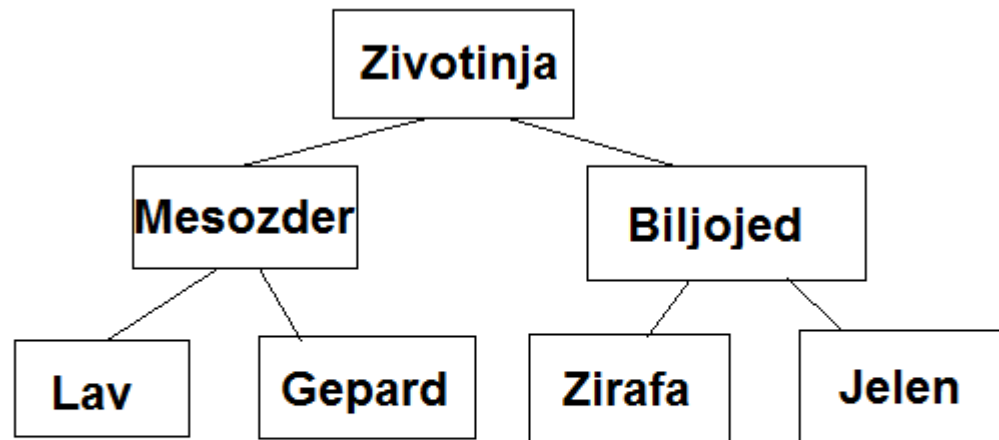 Zivotinja
Mesozder
Biljojed
Lav
Gepard
Zirafa
Jelen